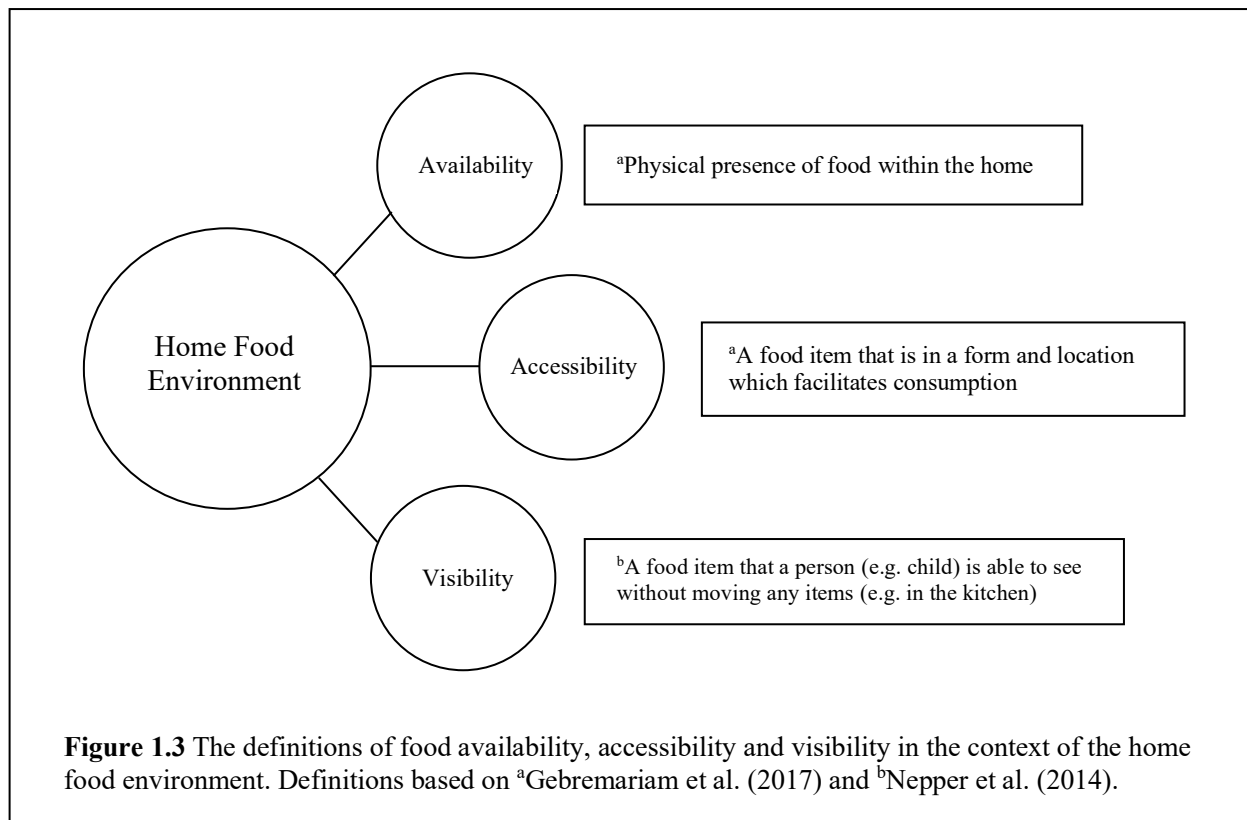 Availability
ᵃPhysical presence of food within the home
Home Food
Environment
Accessibility
ᵃA food item that is in a form and location
which facilitates consumption
Visibility
ᵇA food item that a person (e.g. child) is able to see
without moving any items (e.g. in the kitchen)
Figure 1.3 The definitions of food availability, accessibility and visibility in the context of the home
food environment. Definitions based on ᵃGebremariam et al. (2017) and ᵇNepper et al. (2014).